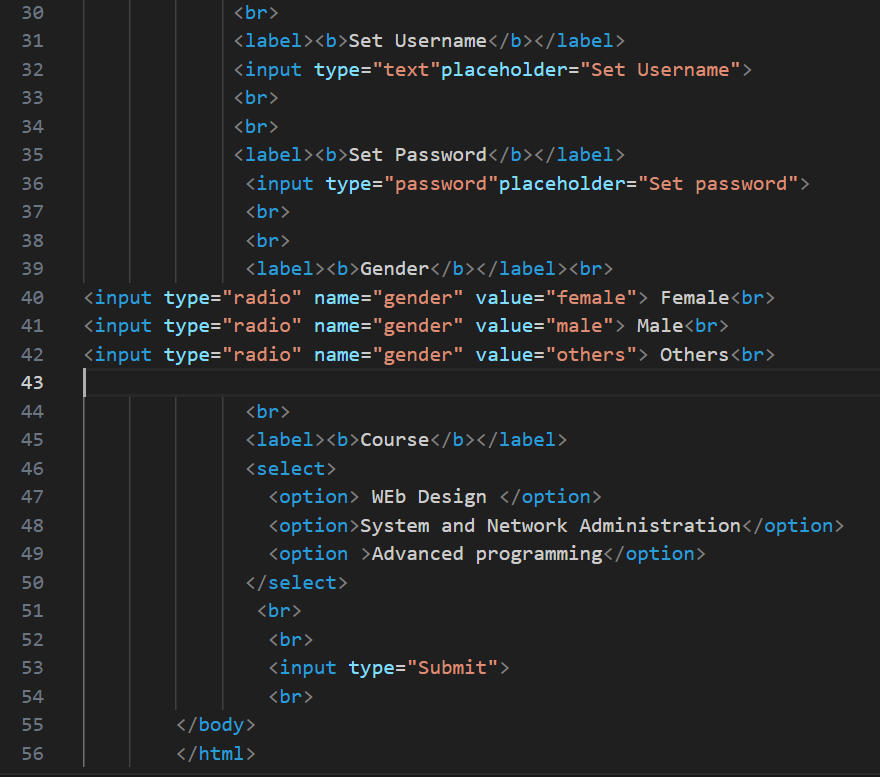 30 <br>
31 <label><b>Set Username</b></label>
32 <input type="text"placeholder="Set Username">
33 <br>
34 <br>
35 <label><b>Set Password</b></label>
36 <input type="password"placeholder="Set password">
37 <br>
38 <br>
39 <label><b>Gender</b></label><br>
40 <input type="radio" name="gender" value="female"> Female<br>
41 <input type="radio" name="gender" value="male"> Male<br>
42 <input type="radio" name="gender" value="others"> Others<br>
43
44 <br>
45 <label><b>Course</b></label>
46 <select>
47 <option> WEb Design </option>
48 <option>System and Network Administration</option>
49 <option >Advanced programming</option>
50 </select>
51 <br>
52 <br>
53 <input type="Submit">
54 <br>
55 </body>
56 </html>